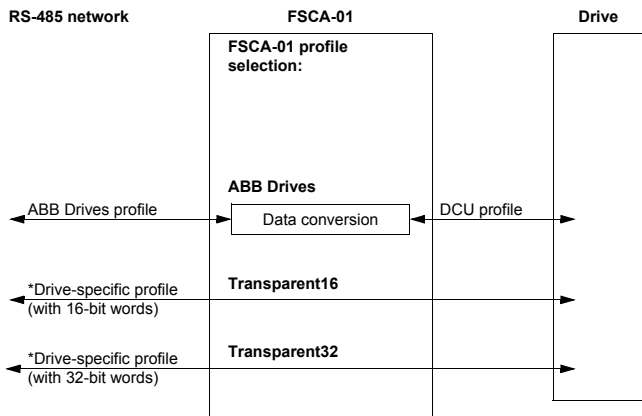 RS-485 network
FSCA-01
Drive
FSCA-01 profile
selection:
ABB Drives
ABB Drives profile
Data conversion
DCU profile
Transparent16
*Drive-specific profile
(with 16-bit words)
Transparent32
*Drive-specific profile
(with 32-bit words)